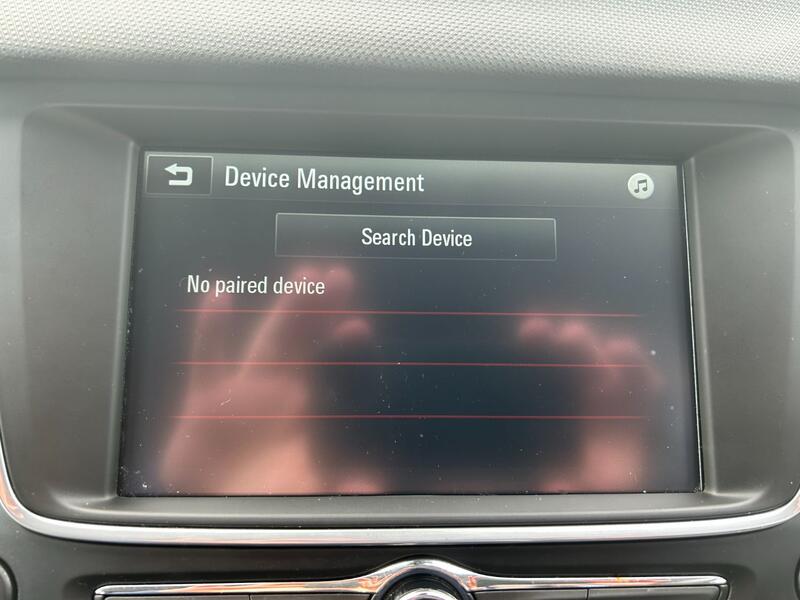 Device Management
Search Device
No paired device